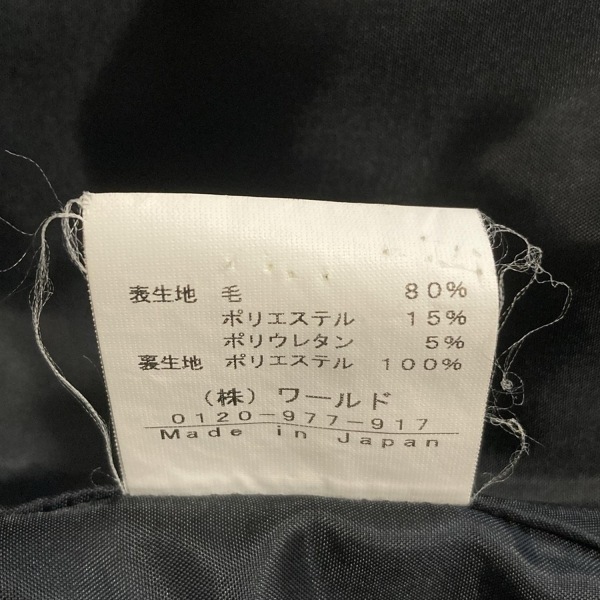 表生地 毛 80%
ポリエステル 15%
ポリウレタン 5%
裏生地 ポリエステル 100%
（株）ワールド
0120-977-917
Made in Japan